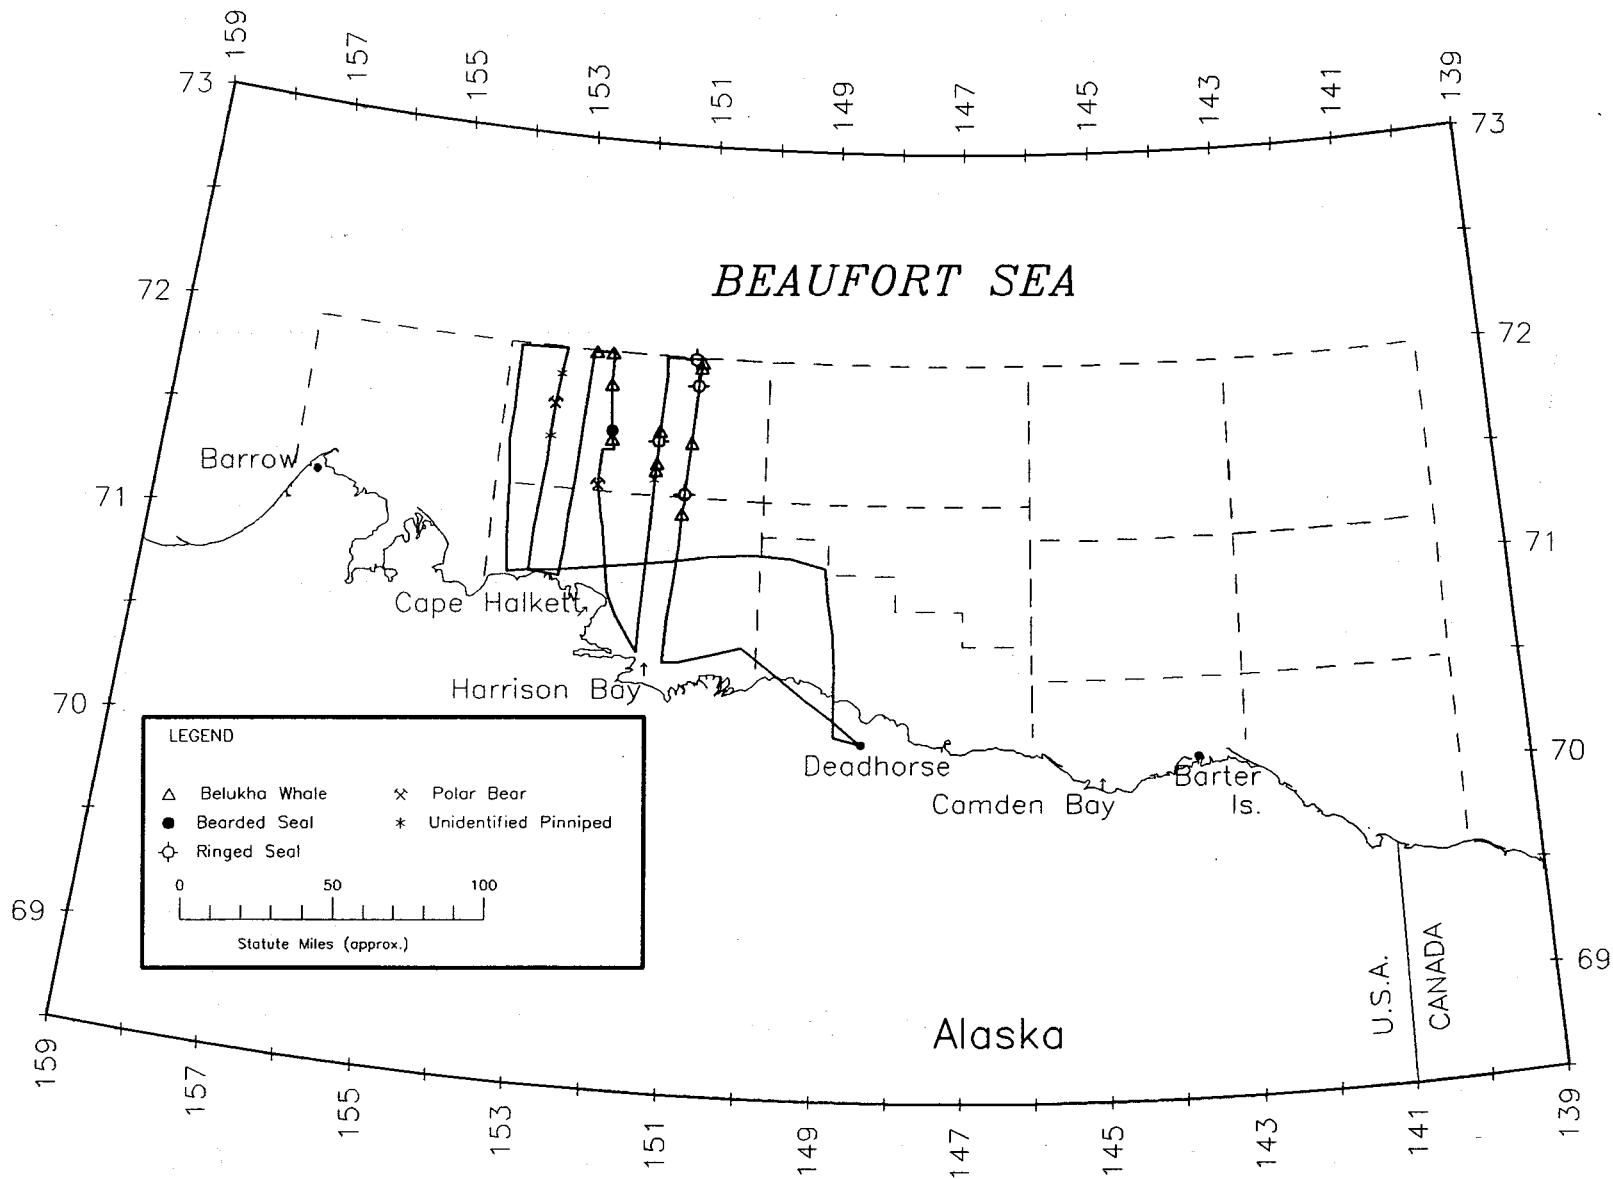 159
157
155
153
151
149
147
145
143
141
139
73
73
BEAUFORT SEA
72
72
Barrow
71
71
Cape Halkett
Harrison Bay
70
70
Deadhorse
Camden Bay
Barter
Is.
LEGEND
Belukha Whale
Polar Bear
Bearded Seal
Unidentified Pinniped
Ringed Seal
0 50 100
Statute Miles (approx.)
69
69
U.S.A.
CANADA
Alaska
159
157
155
153
151
149
147
145
143
141
139